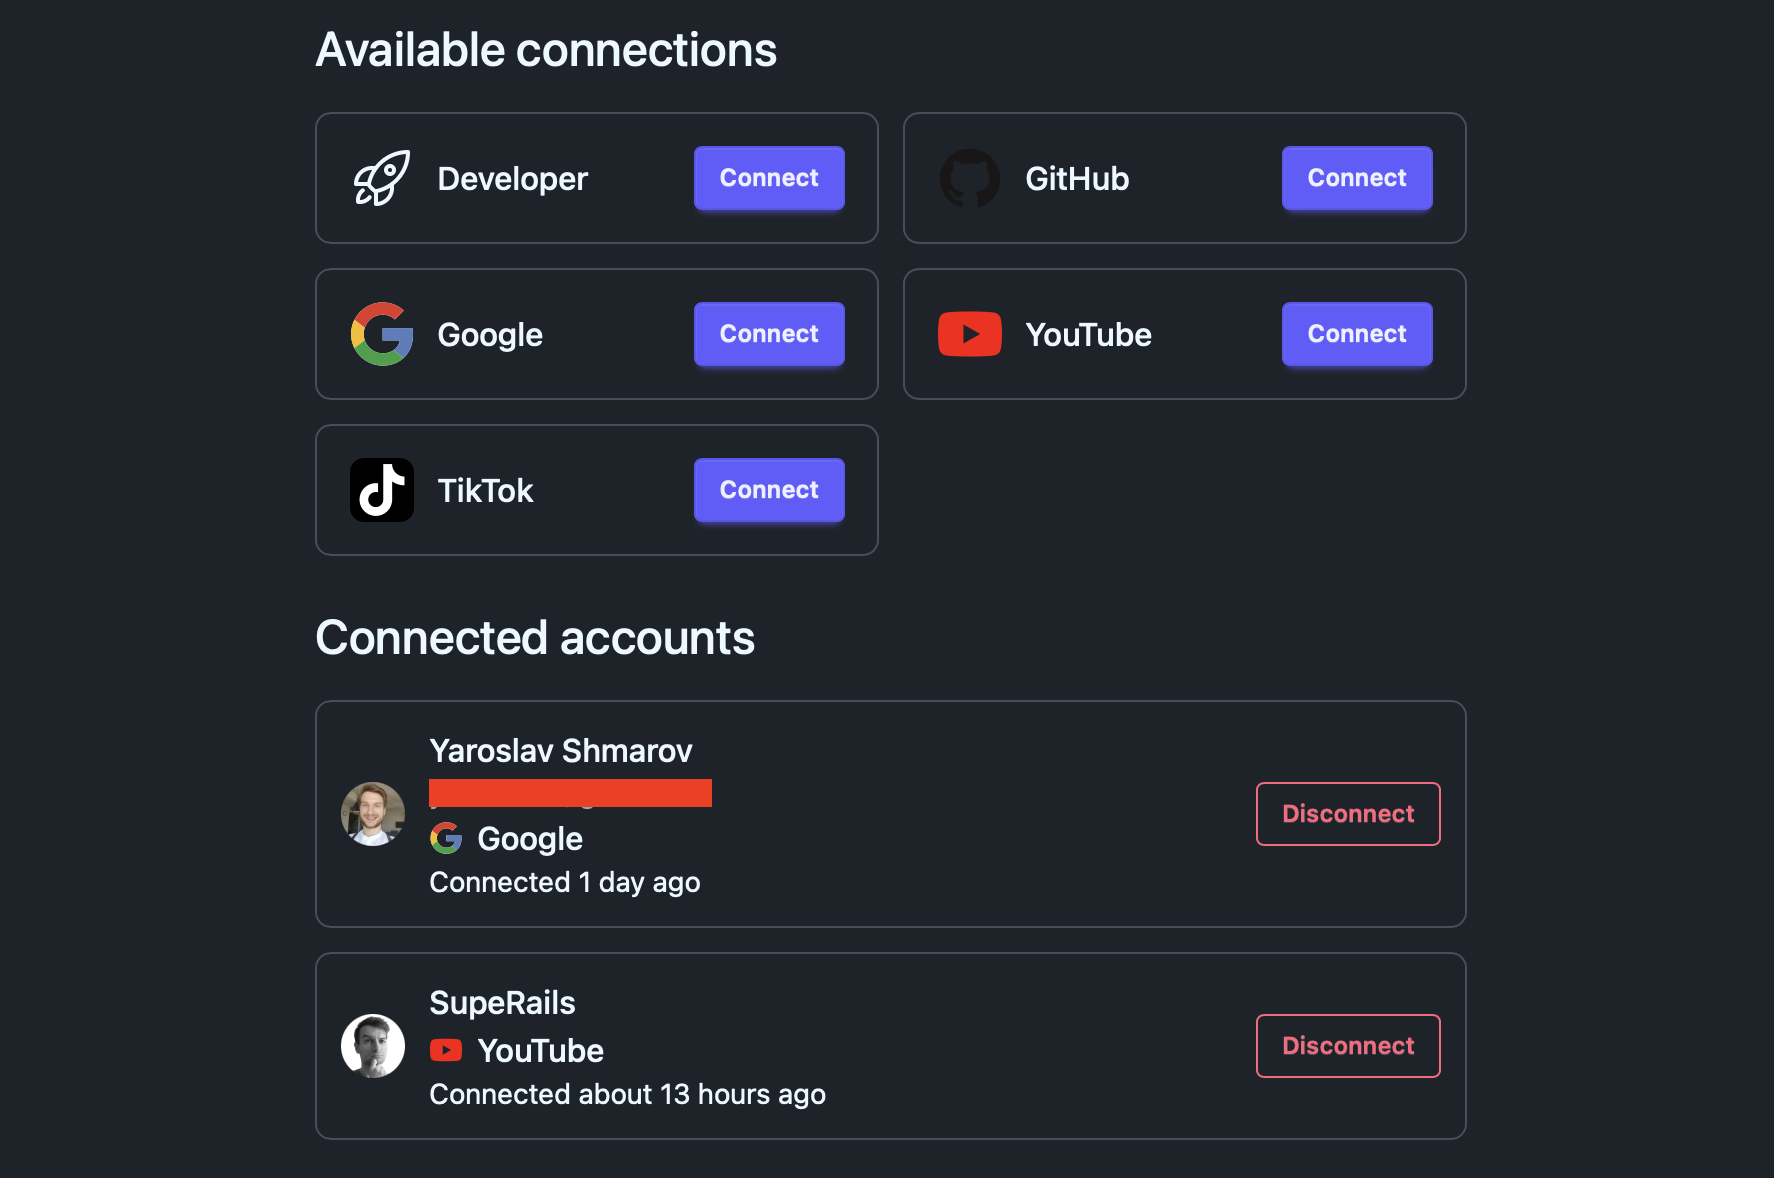 Available connections
Developer
Connect
GitHub
Connect
Google
Connect
YouTube
Connect
TikTok
Connect
Connected accounts
Yaroslav Shmarov
Google
Connected 1 day ago
Disconnect
SupeRails
YouTube
Connected about 13 hours ago
Disconnect